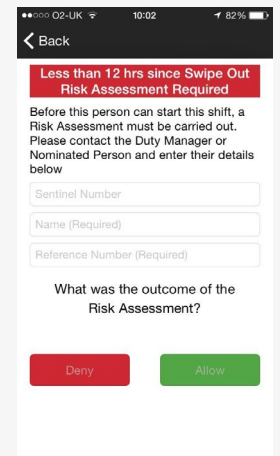 O2-UK 10:02 82%
Back
Less than 12 hrs since Swipe Out
Risk Assessment Required
Before this person can start this shift, a
Risk Assessment must be carried out.
Please contact the Duty Manager or
Nominated Person and enter their details
below
Sentinel Number
Name (Required)
Reference Number (Required)
What was the outcome of the
Risk Assessment?
Deny Allow